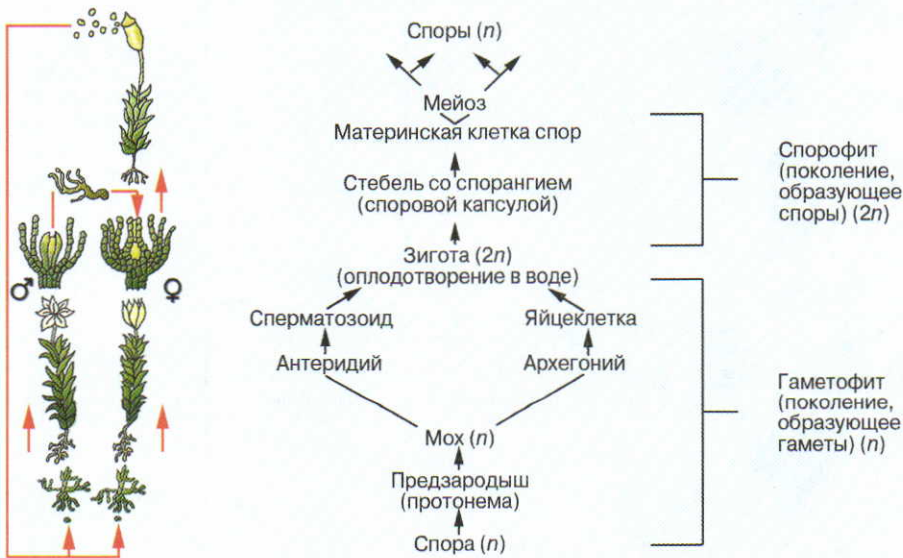 Споры (n)
Мейоз
Материнская клетка спор
Стебель со спорангием
(споровой капсулой)
Зигота (2n)
(оплодотворение в воде)
Спорофит
(поколение,
образующее
споры) (2n)
♂
♀
Сперматозоид
Яйцеклетка
Антеридий
Архегоний
Мох (n)
Предзародыш
(протонема)
Спора (n)
Гаметофит
(поколение,
образующее
гаметы) (n)